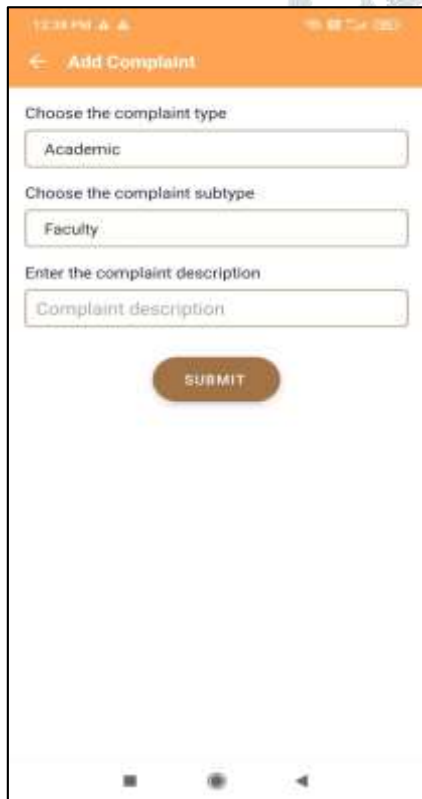 Add Complaint
Choose the complaint type
Academic
Choose the complaint subtype
Faculty
Enter the complaint description
Complaint description
SUBMIT